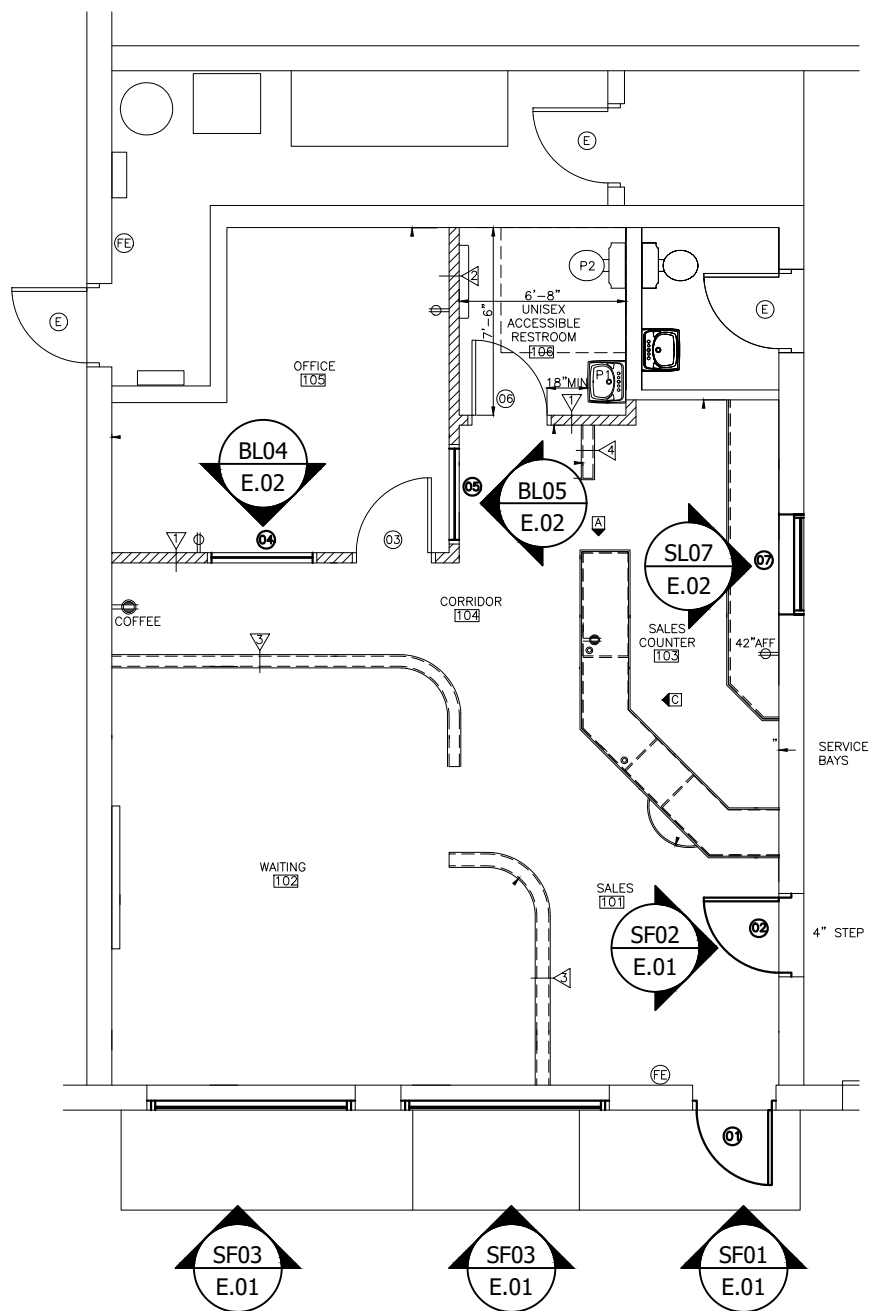 E
FE
E
2
P2
6'-8"
7'-6"
UNISEX
ACCESSIBLE
RESTROOM
106
E
OFFICE
105
18"MIN
P1
06
1
BL04
E.02
05
BL05
E.02
4
A
1
04
03
SL07
E.02
07
COFFEE
CORRIDOR
104
SALES
COUNTER
103
42"AFF
3
C
SERVICE
BAYS
WAITING
102
SALES
101
SF02
E.01
02
4" STEP
3
FE
01
SF03
E.01
SF03
E.01
SF01
E.01